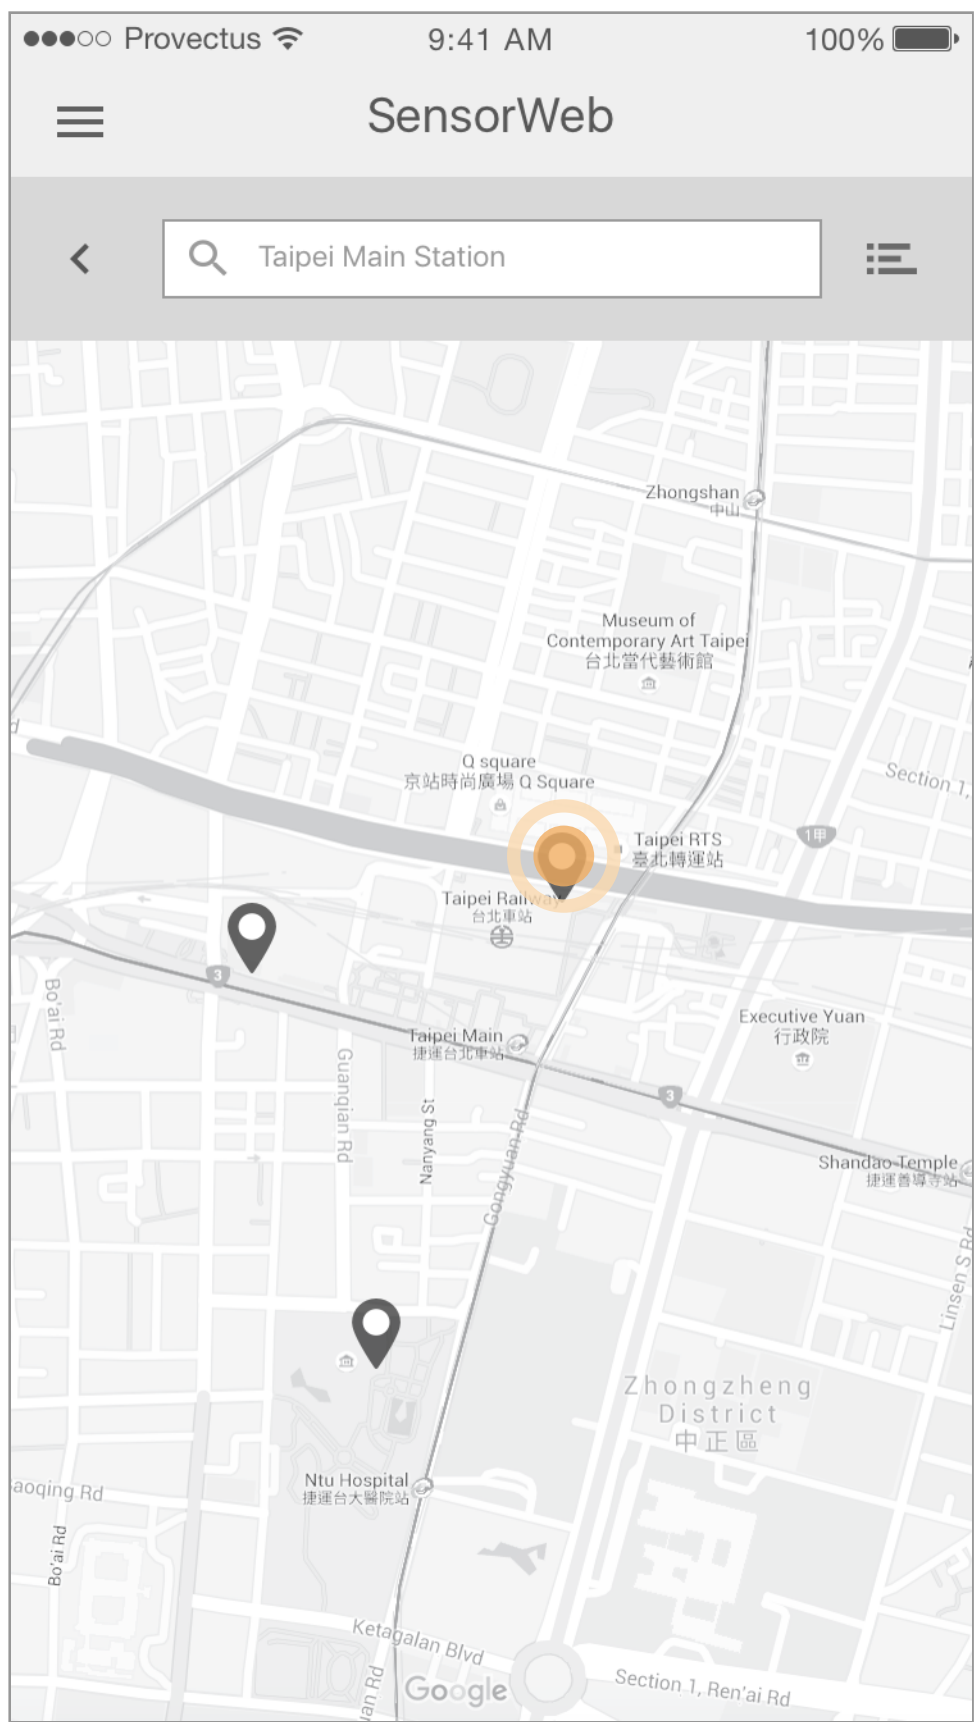 Provectus 9:41 AM 100%
SensorWeb
Taipei Main Station
Zhongshan
中山
Museum of
Contemporary Art Taipei
台北當代藝術館
Q square
京站時尚廣場 Q Square
Section 1,
1甲
Taipei RTS
臺北轉運站
Taipei Railway
台北車站
3
Bo'ai Rd
Executive Yuan
行政院
Taipei Main
捷運台北車站
Guanqian Rd
Nanyang St
3
Gongyuan Rd
Shandao Temple
捷運善導寺站
Linsen S Rd
Zhongzheng
District
中正區
Ntu Hospital
捷運台大醫院站
aoqing Rd
Bo'ai Rd
Ketagalan Blvd
Google
Section 1, Ren'ai Rd
uan Rd